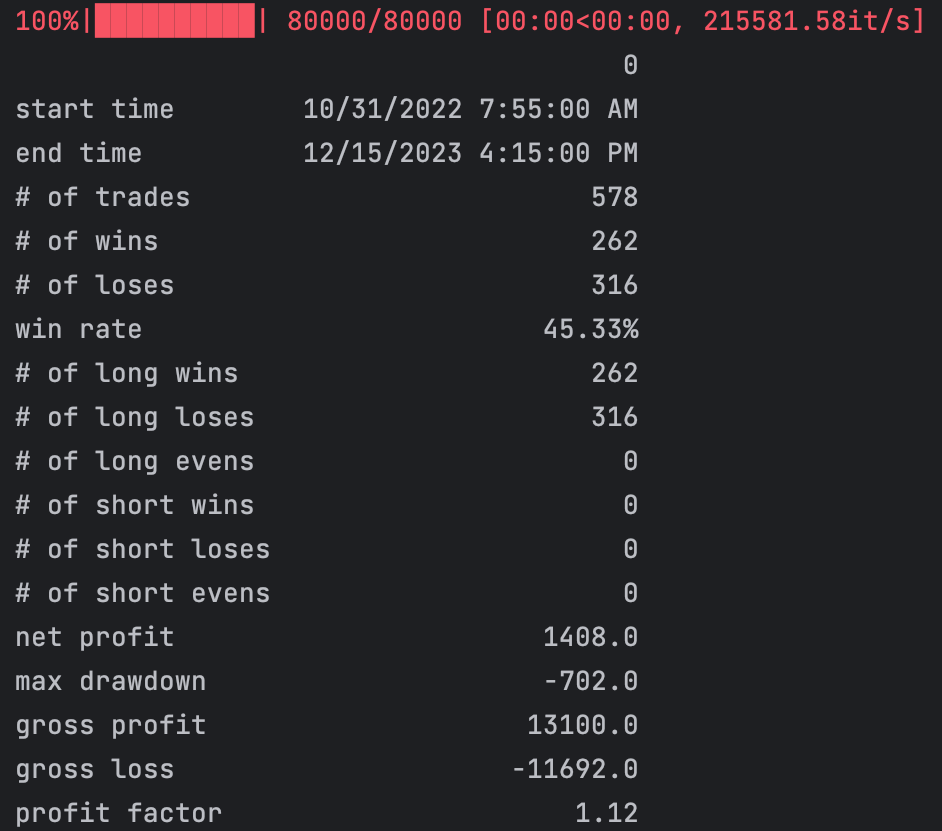 100%|██████████| 80000/80000 [00:00<00:00, 215581.58it/s]
0
start time 10/31/2022 7:55:00 AM
end time 12/15/2023 4:15:00 PM
# of trades 578
# of wins 262
# of loses 316
win rate 45.33%
# of long wins 262
# of long loses 316
# of long evens 0
# of short wins 0
# of short loses 0
# of short evens 0
net profit 1408.0
max drawdown -702.0
gross profit 13100.0
gross loss -11692.0
profit factor 1.12